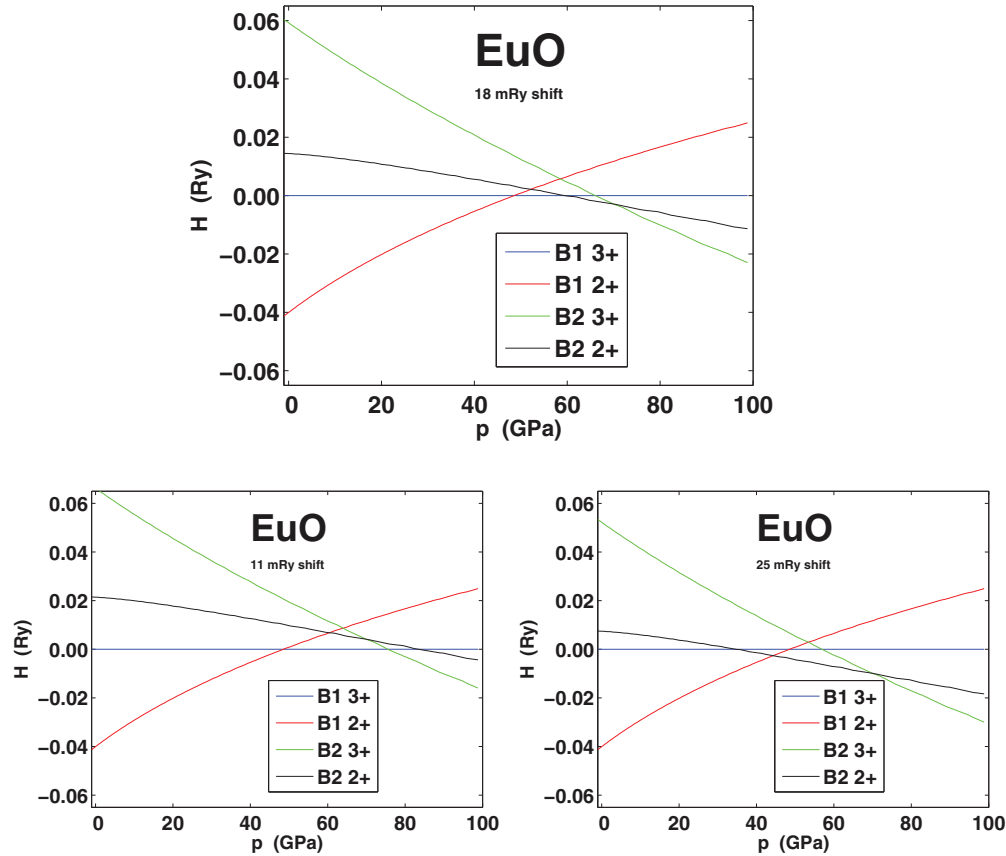 0.06
0.04
0.02
0.00
−0.02
−0.04
−0.06
H (Ry)
EuO
18 mRy shift
B1 3+
B1 2+
B2 3+
B2 2+
0 20 40 60 80 100
p (GPa)
0.06
0.04
0.02
0.00
−0.02
−0.04
−0.06
H (Ry)
EuO
11 mRy shift
B1 3+
B1 2+
B2 3+
B2 2+
0 20 40 60 80 100
p (GPa)
0.06
0.04
0.02
0.00
−0.02
−0.04
−0.06
H (Ry)
EuO
25 mRy shift
B1 3+
B1 2+
B2 3+
B2 2+
0 20 40 60 80 100
p (GPa)